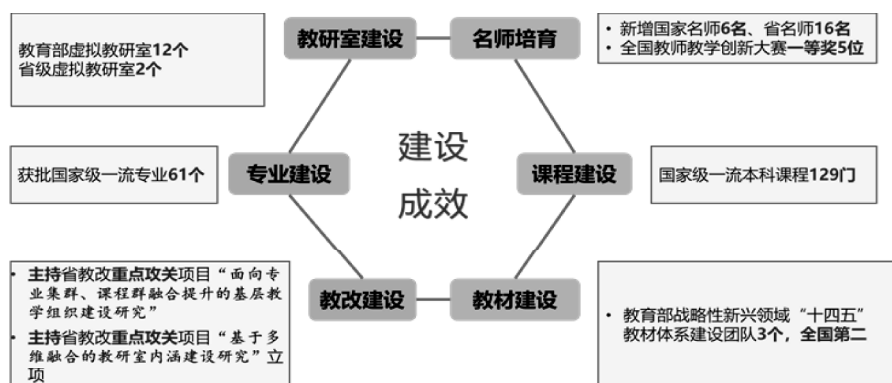 教研室建设
名师培育
教育部虚拟教研室12个
省级虚拟教研室2个
• 新增国家名师6名、省名师16名
• 全国教师教学创新大赛一等奖5位
建设
成效
获批国家级一流专业61个
专业建设
课程建设
国家级一流本科课程129门
• 主持省教改重点攻关项目“面向专
业集群、课程群融合提升的基层教
学组织建设研究”
• 主持省教改重点攻关项目“基于多
维融合的教研室内涵建设研究”立
项
教改建设
教材建设
• 教育部战略性新兴领域“十四五”
教材体系建设团队3个，全国第二